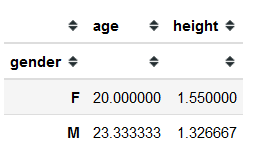 age height
gender
F 20.000000 1.550000
M 23.333333 1.326667